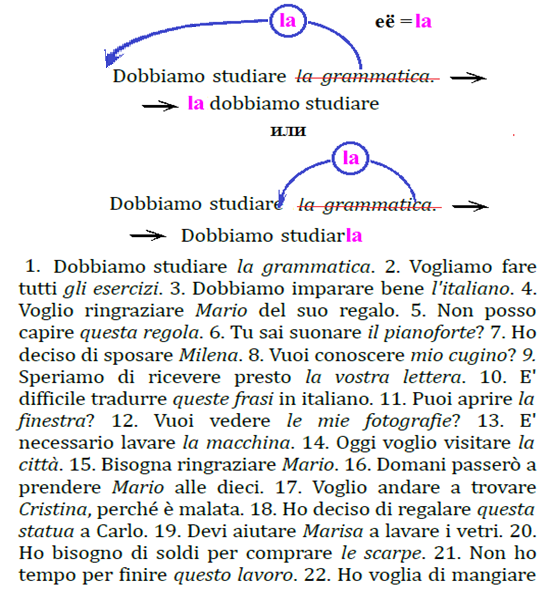 la
её = la
Dobbiamo studiare la grammatica.
la dobbiamo studiare
или
la
Dobbiamo studiare la grammatica.
Dobbiamo studiarla
1. Dobbiamo studiare la grammatica. 2. Vogliamo fare
tutti gli esercizi. 3. Dobbiamo imparare bene l'italiano. 4.
Voglio ringraziare Mario del suo regalo. 5. Non posso
capire questa regola. 6. Tu sai suonare il pianoforte? 7. Ho
deciso di sposare Milena. 8. Vuoi conoscere mio cugino? 9.
Speriamo di ricevere presto la vostra lettera. 10. E'
difficile tradurre queste frasi in italiano. 11. Puoi aprire la
finestra? 12. Vuoi vedere le mie fotografie? 13. E'
necessario lavare la macchina. 14. Oggi voglio visitare la
città. 15. Bisogna ringraziare Mario. 16. Domani passerò a
prendere Mario alle dieci. 17. Voglio andare a trovare
Cristina, perché è malata. 18. Ho deciso di regalare questa
statua a Carlo. 19. Devi aiutare Marisa a lavare i vetri. 20.
Ho bisogno di soldi per comprare le scarpe. 21. Non ho
tempo per finire questo lavoro. 22. Ho voglia di mangiare